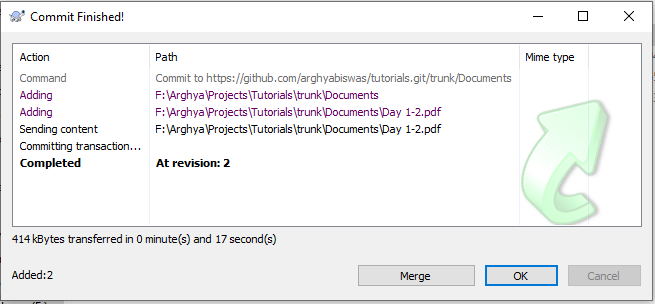 Commit Finished!
Action Path Mime type
Command Commit to https://github.com/arghyabiswas/tutorials.git/trunk/Documents
Adding F:\Arghya\Projects\Tutorials\trunk\Documents
Adding F:\Arghya\Projects\Tutorials\trunk\Documents\Day 1-2.pdf
Sending content F:\Arghya\Projects\Tutorials\trunk\Documents\Day 1-2.pdf
Committing transaction...
Completed At revision: 2
414 kBytes transferred in 0 minute(s) and 17 second(s)
Added:2 Merge OK Cancel